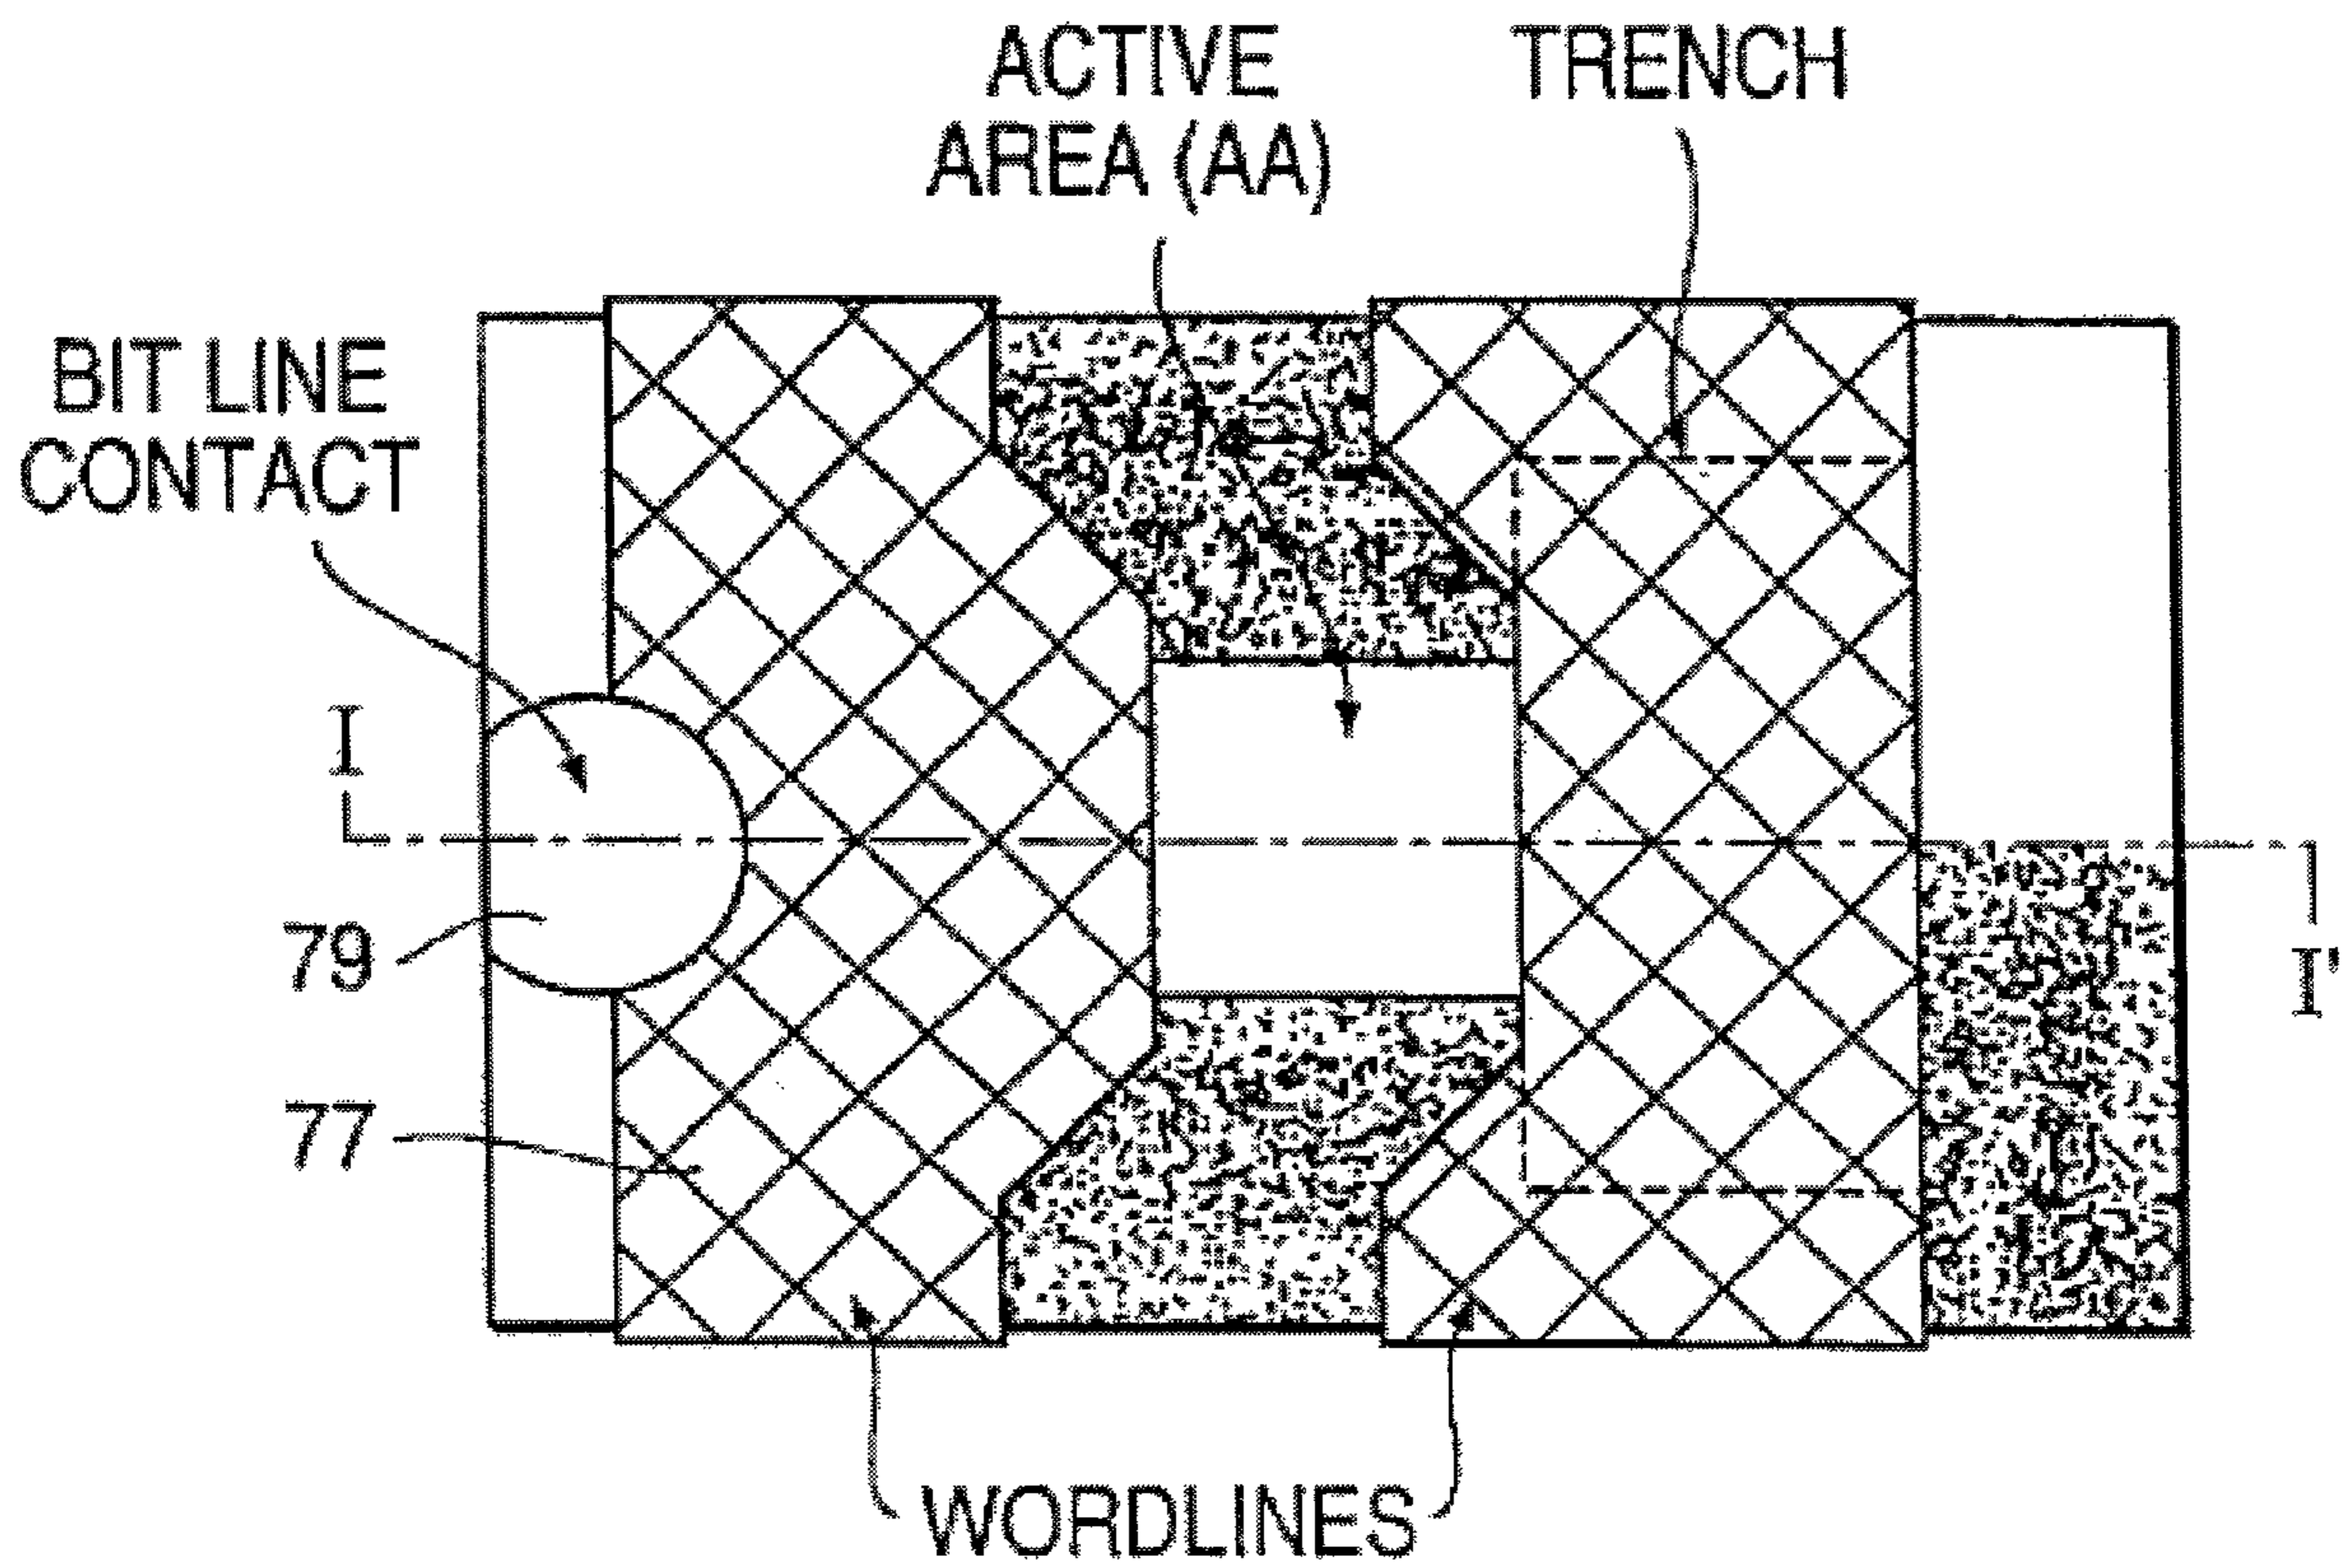 ACTIVE
AREA (AA)
TRENCH
BIT LINE
CONTACT
I
79
I'
77
WORDLINES